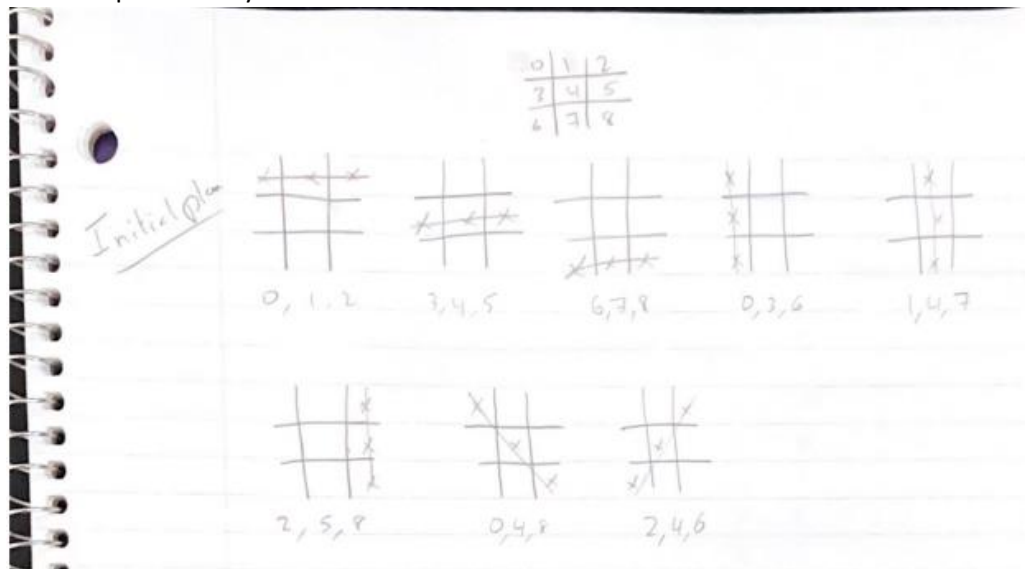 0 1 2
3 4 5
6 7 8
Initial plan
0, 1, 2 3,4,5 6,7,8 0,3,6 1,4,7
2, 5, 8 0,4,8 2,4,6